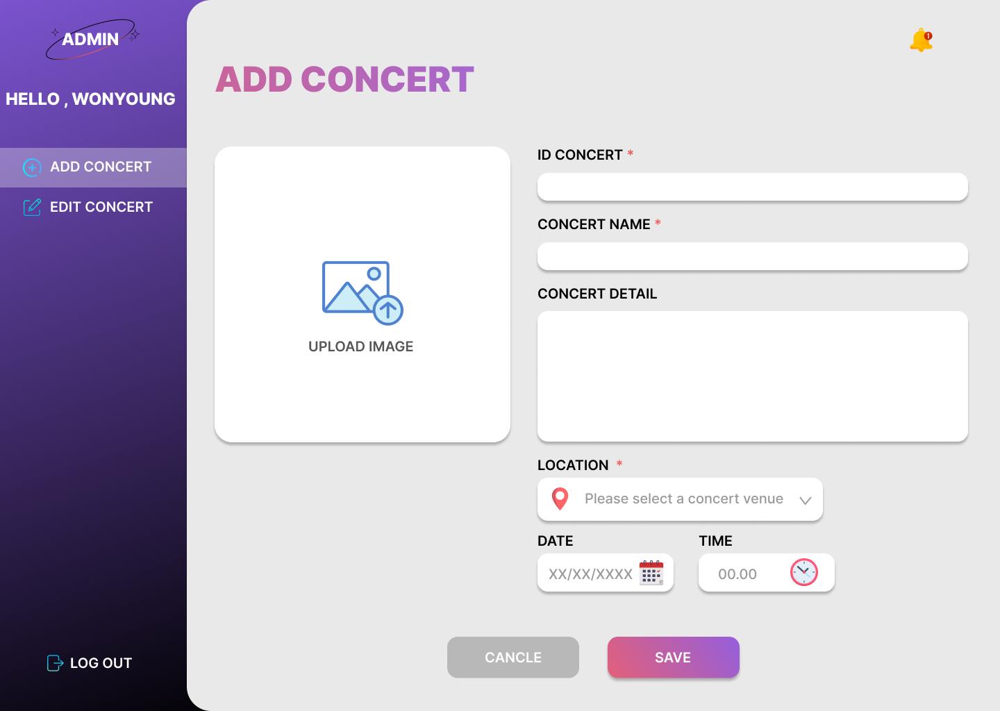 ADMIN
HELLO , WONYOUNG
ADD CONCERT
EDIT CONCERT
LOG OUT
1
ADD CONCERT
UPLOAD IMAGE
ID CONCERT *
CONCERT NAME *
CONCERT DETAIL
LOCATION *
Please select a concert venue
DATE
TIME
XX/XX/XXXX
00.00
CANCLE
SAVE